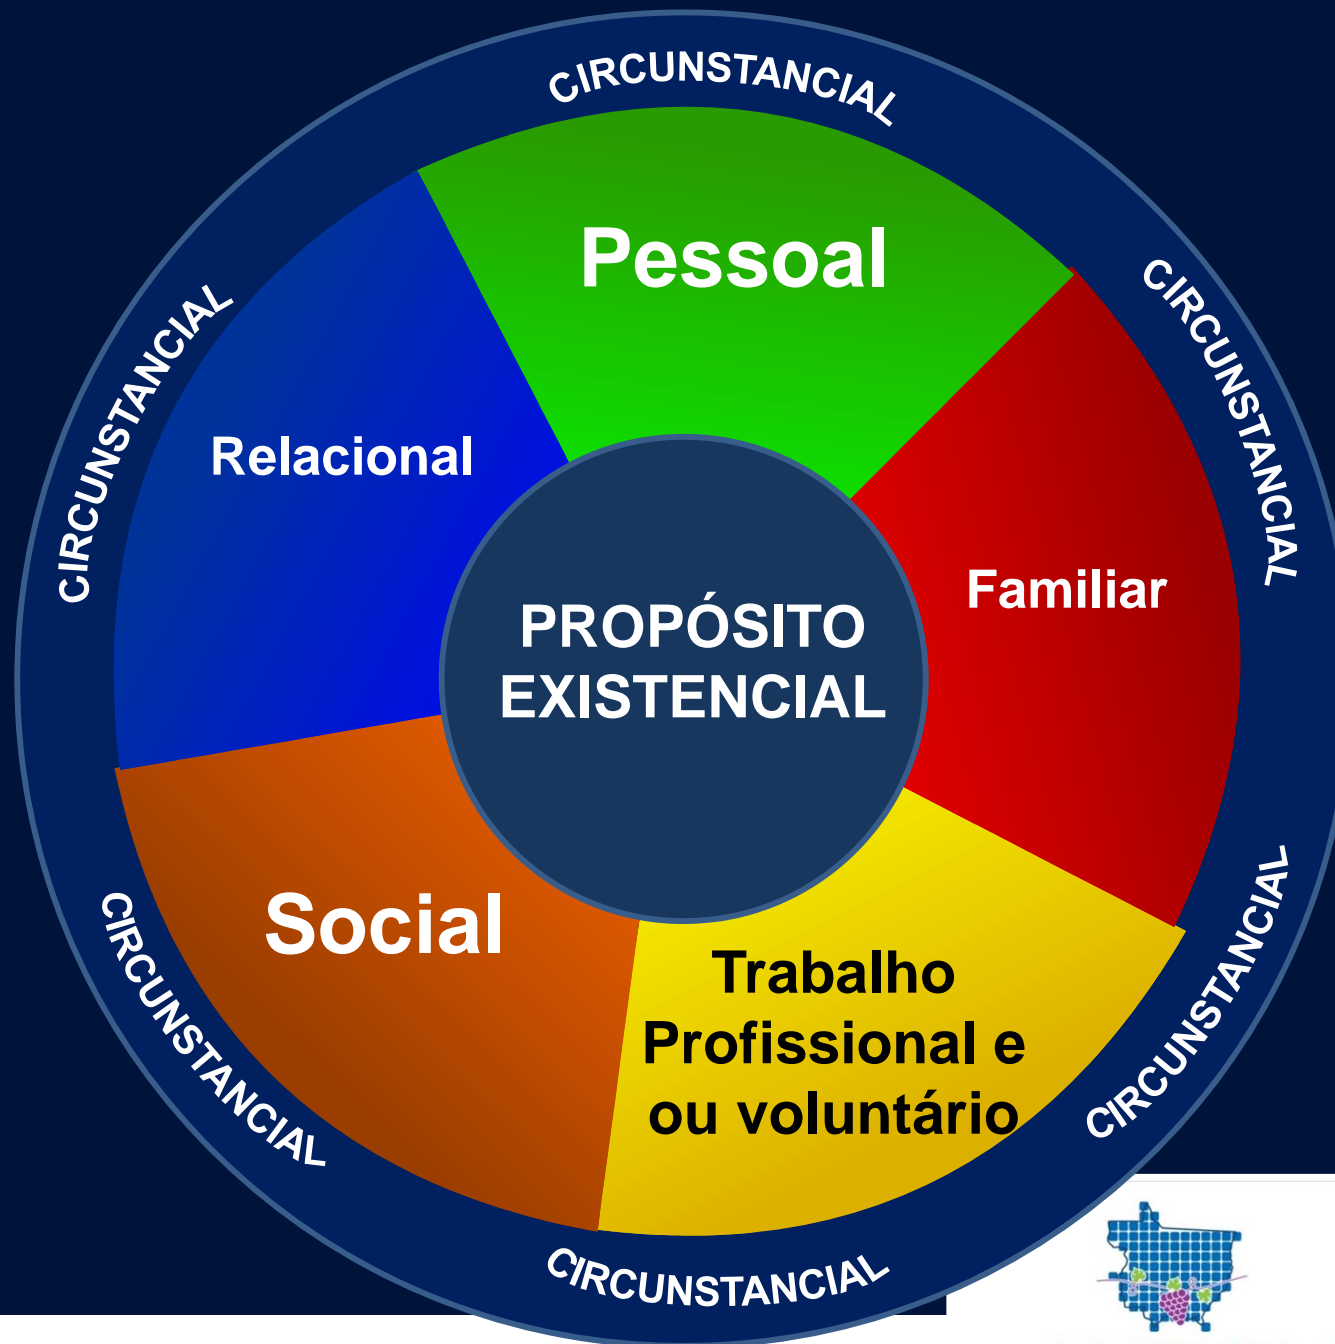 CIRCUNSTANCIAL
Pessoal
CIRCUNSTANCIAL
CIRCUNSTANCIAL
Relacional
Familiar
PROPÓSITO
EXISTENCIAL
Social
Trabalho
Profissional e
ou voluntário
CIRCUNSTANCIAL
CIRCUNSTANCIAL
CIRCUNSTANCIAL